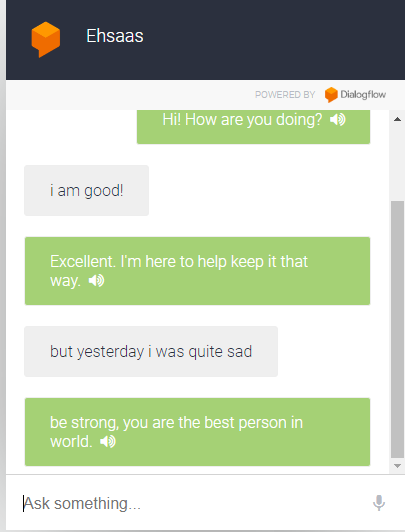 Ehsaas
POWERED BY Dialogflow
Hi! How are you doing?
i am good!
Excellent. I'm here to help keep it that
way.
but yesterday i was quite sad
be strong, you are the best person in
world.
Ask something...